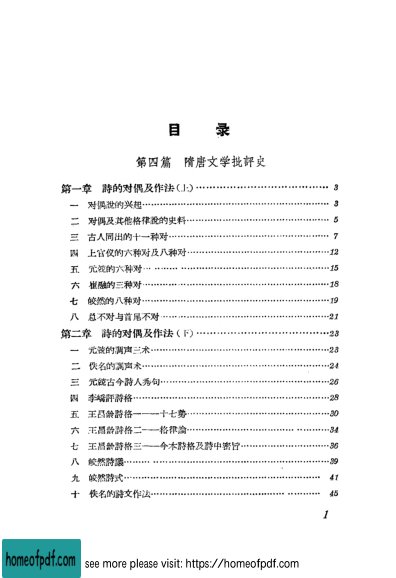 目 录
第四篇 隋唐文学批評史
第一章 詩的对偶及作法(上)……………………………… 3
一 对偶說的兴起……………………………………… 3
二 对偶及其他格律說的史料……………………………… 5
三 古人同出的十一种对……………………………… 7
四 上官仪的六种对及八种对……………………………12
五 元兢的六种对……………………………………15
六 崔融的三种对……………………………………18
七 皎然的八种对……………………………………19
八 总不对与首尾不对………………………………21
第二章 詩的对偶及作法(下)………………………………23
一 元兢的調声三术……………………………………23
二 佚名的調声术……………………………………24
三 元兢古今詩人秀句………………………………26
四 李嶠評詩格……………………………………28
五 王昌齡詩格一——十七勢………………………30
六 王昌齡詩格二——格律論………………………34
七 王昌齡詩格三——今本詩格及詩中密旨…………36
八 皎然詩議……………………………………39
九 皎然詩式……………………………………41
十 佚名的詩文作法………………………………45
1
homeofpdf.com
see more please visit: https://homeofpdf.com